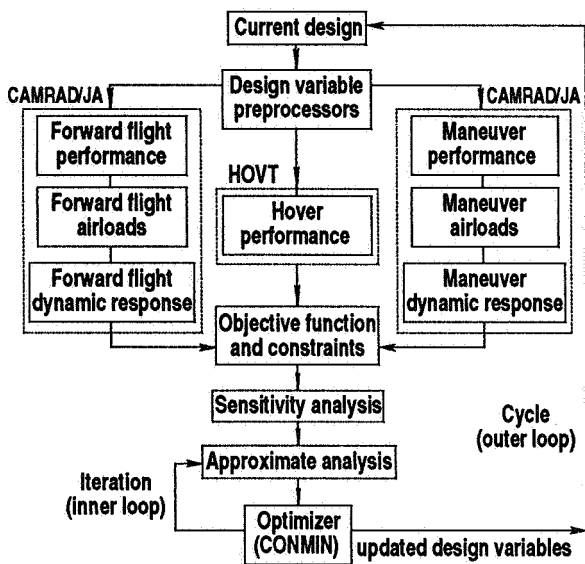 Current design
Design variable
preprocessors
CAMRAD/JA
Forward flight
performance
Forward flight
airloads
Forward flight
dynamic response
HOVT
Hover
performance
CAMRAD/JA
Maneuver
performance
Maneuver
airloads
Maneuver
dynamic response
Objective function
and constraints
Sensitivity analysis
Approximate analysis
Iteration
(inner loop)
Optimizer
(CONMIN)
updated design variables
Cycle
(outer loop)